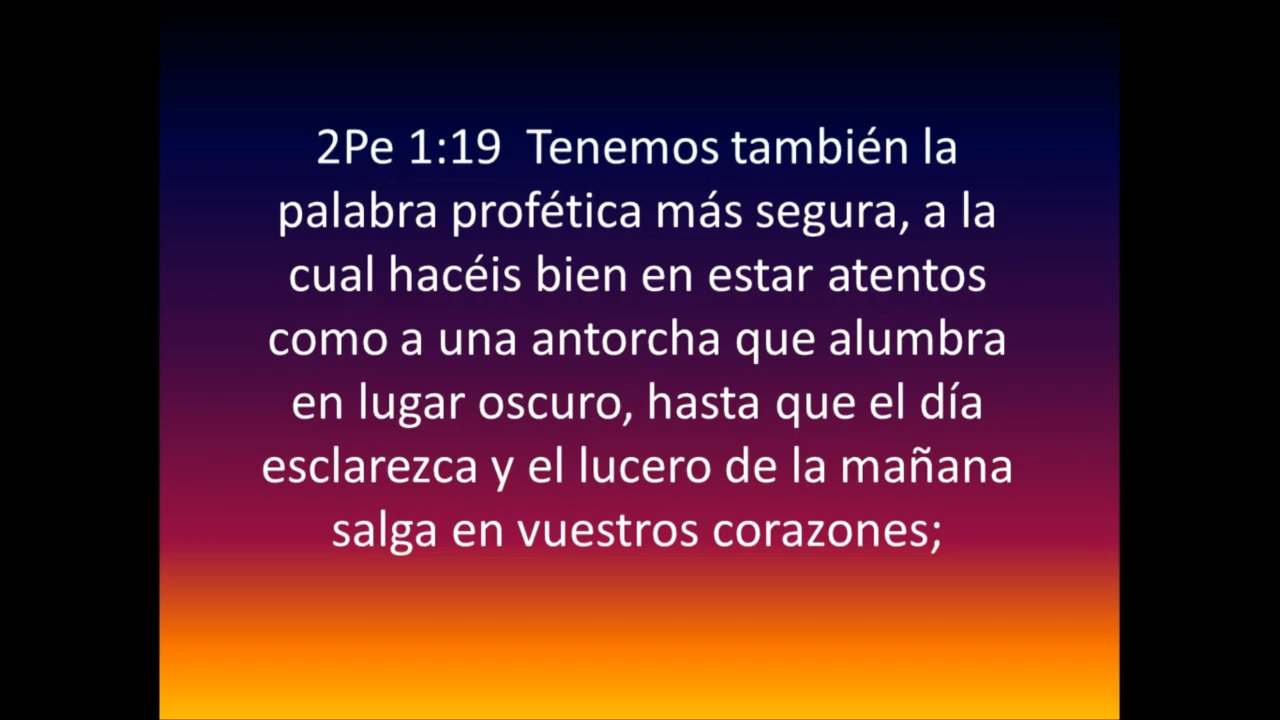 2Pe 1:19  Tenemos también la
palabra profética más segura, a la
cual hacéis bien en estar atentos
como a una antorcha que alumbra
en lugar oscuro, hasta que el día
esclarezca y el lucero de la mañana
salga en vuestros corazones;